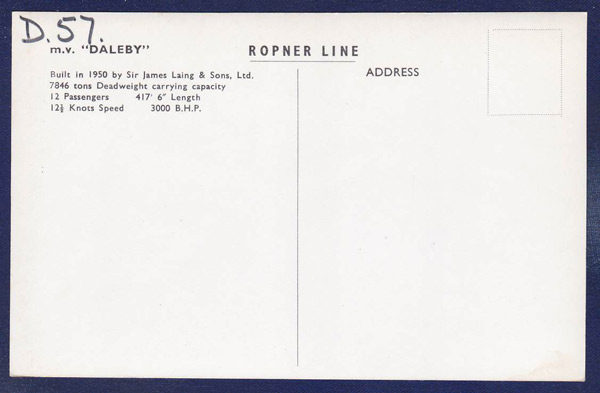 D.57.
m.v. "DALEBY"
ROPNER LINE
Built in 1950 by Sir James Laing & Sons, Ltd.
7846 tons Deadweight carrying capacity
12 Passengers 417' 6" Length
12½ Knots Speed 3000 B.H.P.
ADDRESS